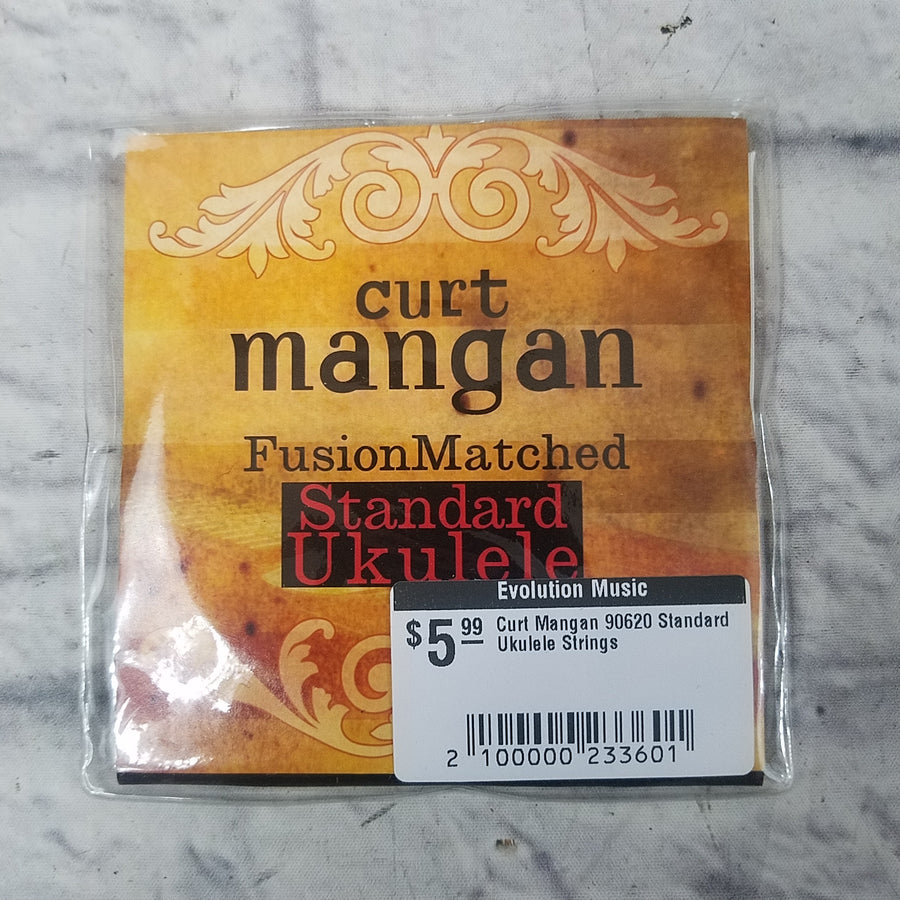 curt
mangan
FusionMatched
Standard
Ukulele
Evolution Music
$5.99 Curt Mangan 90620 Standard
Ukulele Strings
2 100000 233601